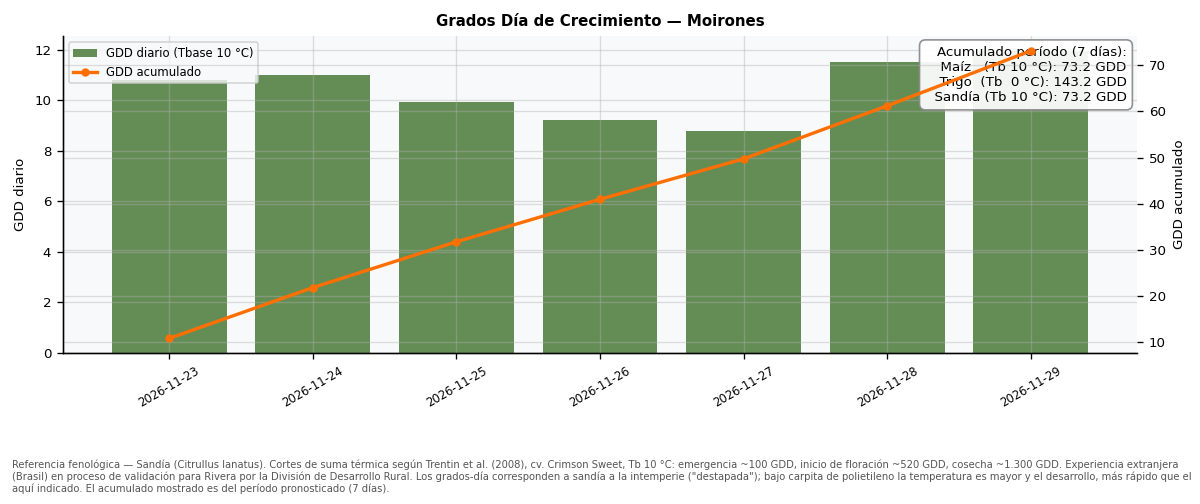 Grados Día de Crecimiento — Moirones
GDD diario (Tbase 10 °C)
GDD acumulado
Acumulado período (7 días):
Maíz (Tb 10 °C): 73.2 GDD
Trigo (Tb 0 °C): 143.2 GDD
Sandía (Tb 10 °C): 73.2 GDD
GDD diario
12
10
8
6
4
2
0
70
60
50
40
30
20
10
GDD acumulado
2026-11-23
2026-11-24
2026-11-25
2026-11-26
2026-11-27
2026-11-28
2026-11-29
Referencia fenológica — Sandía (Citrullus lanatus). Cortes de suma térmica según Trentin et al. (2008), cv. Crimson Sweet, Tb 10 °C: emergencia ~100 GDD, inicio de floración ~520 GDD, cosecha ~1.300 GDD. Experiencia extranjera
(Brasil) en proceso de validación para Rivera por la División de Desarrollo Rural. Los grados-día corresponden a sandía a la intemperie ("destapada"); bajo carpita de polietileno la temperatura es mayor y el desarrollo, más rápido que el
aquí indicado. El acumulado mostrado es del período pronosticado (7 días).